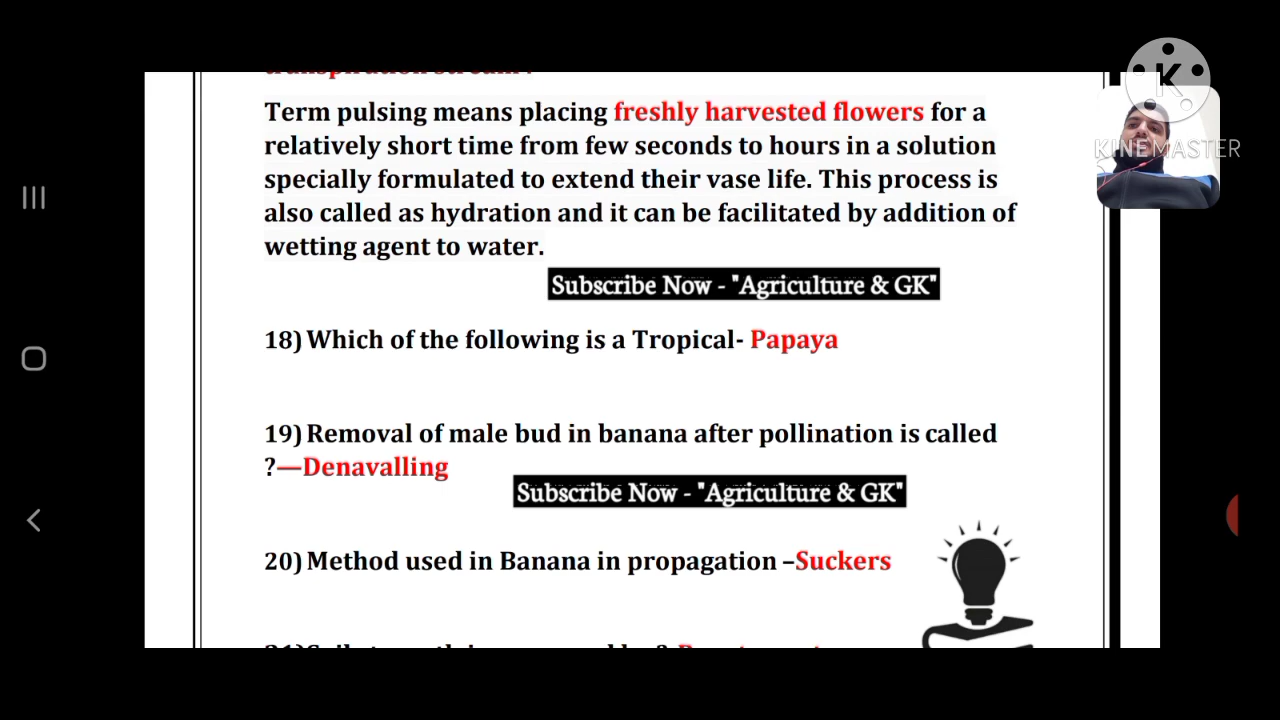 Term pulsing means placing freshly harvested flowers for a
relatively short time from few seconds to hours in a solution
specially formulated to extend their vase life. This process is
also called as hydration and it can be facilitated by addition of
wetting agent to water.
Subscribe Now - "Agriculture & GK"
18) Which of the following is a Tropical- Papaya
19) Removal of male bud in banana after pollination is called
?—Denavalling
Subscribe Now - "Agriculture & GK"
20) Method used in Banana in propagation –Suckers
K
KINEMASTER